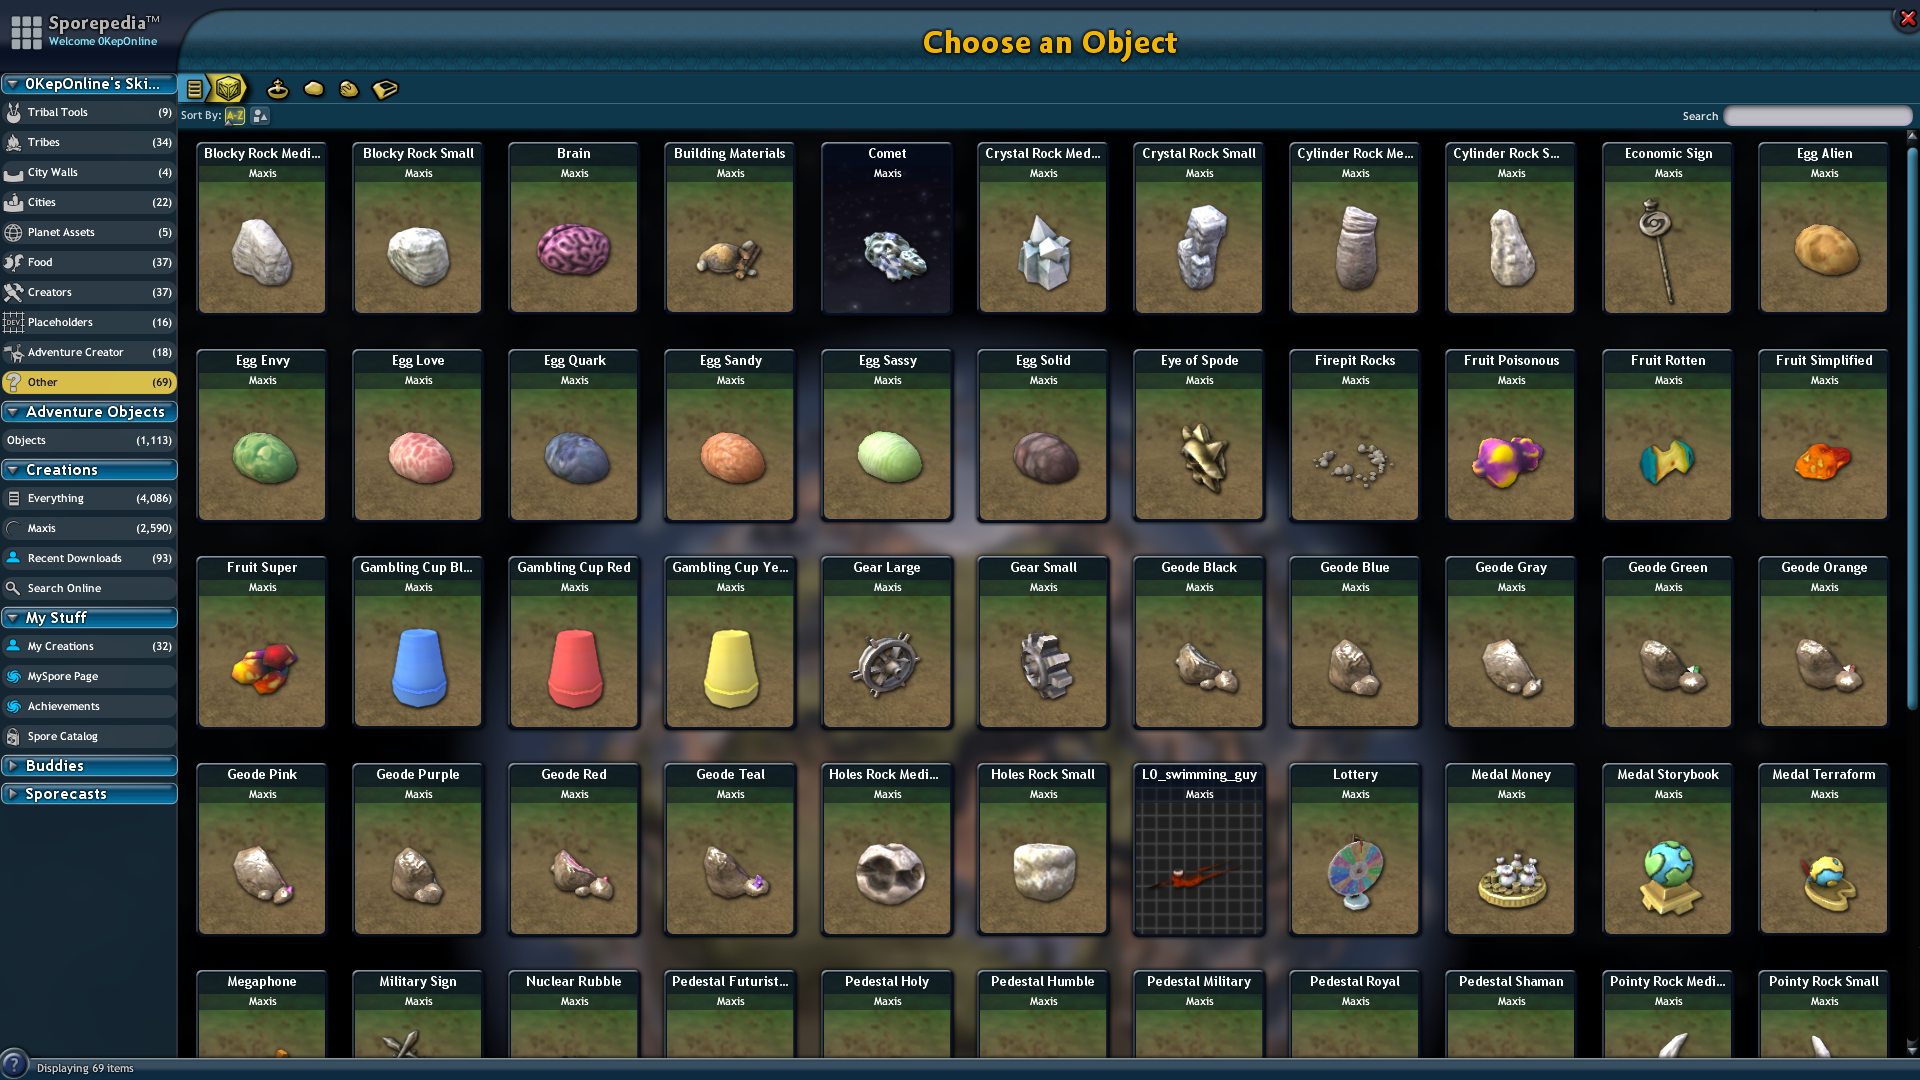 Sporepedia™
Welcome 0KepOnline
Choose an Object
0KepOnline's Ski...
Tribal Tools (9)
Tribes (34)
City Walls (4)
Cities (22)
Planet Assets (5)
Food (37)
Creators (37)
DEV Placeholders (16)
Adventure Creator (18)
Other (69)
Adventure Objects
Objects (1,113)
Creations
Everything (4,086)
Maxis (2,590)
Recent Downloads (93)
Search Online
My Stuff
My Creations (32)
MySpore Page
Achievements
Spore Catalog
Buddies
Sporecasts
Sort By: A-Z
Search
Blocky Rock Medi... Blocky Rock Small Brain Building Materials Comet Crystal Rock Med... Crystal Rock Small Cylinder Rock Me... Cylinder Rock S... Economic Sign Egg Alien
Maxis Maxis Maxis Maxis Maxis Maxis Maxis Maxis Maxis Maxis Maxis
Egg Envy Egg Love Egg Quark Egg Sandy Egg Sassy Egg Solid Eye of Spode Firepit Rocks Fruit Poisonous Fruit Rotten Fruit Simplified
Maxis Maxis Maxis Maxis Maxis Maxis Maxis Maxis Maxis Maxis Maxis
Fruit Super Gambling Cup Bl... Gambling Cup Red Gambling Cup Ye... Gear Large Gear Small Geode Black Geode Blue Geode Gray Geode Green Geode Orange
Maxis Maxis Maxis Maxis Maxis Maxis Maxis Maxis Maxis Maxis Maxis
Geode Pink Geode Purple Geode Red Geode Teal Holes Rock Medi... Holes Rock Small L0_swimming_guy Lottery Medal Money Medal Storybook Medal Terraform
Maxis Maxis Maxis Maxis Maxis Maxis Maxis Maxis Maxis Maxis Maxis
Megaphone Military Sign Nuclear Rubble Pedestal Futurist... Pedestal Holy Pedestal Humble Pedestal Military Pedestal Royal Pedestal Shaman Pointy Rock Medi... Pointy Rock Small
Maxis Maxis Maxis Maxis Maxis Maxis Maxis Maxis Maxis Maxis Maxis
? Displaying 69 items